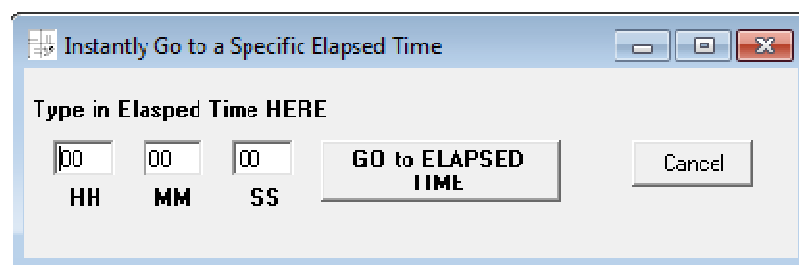 Instantly Go to a Specific Elapsed Time
Type in Elasped Time HERE
00 00 00
HH MM SS
GO to ELAPSED
TIME
Cancel